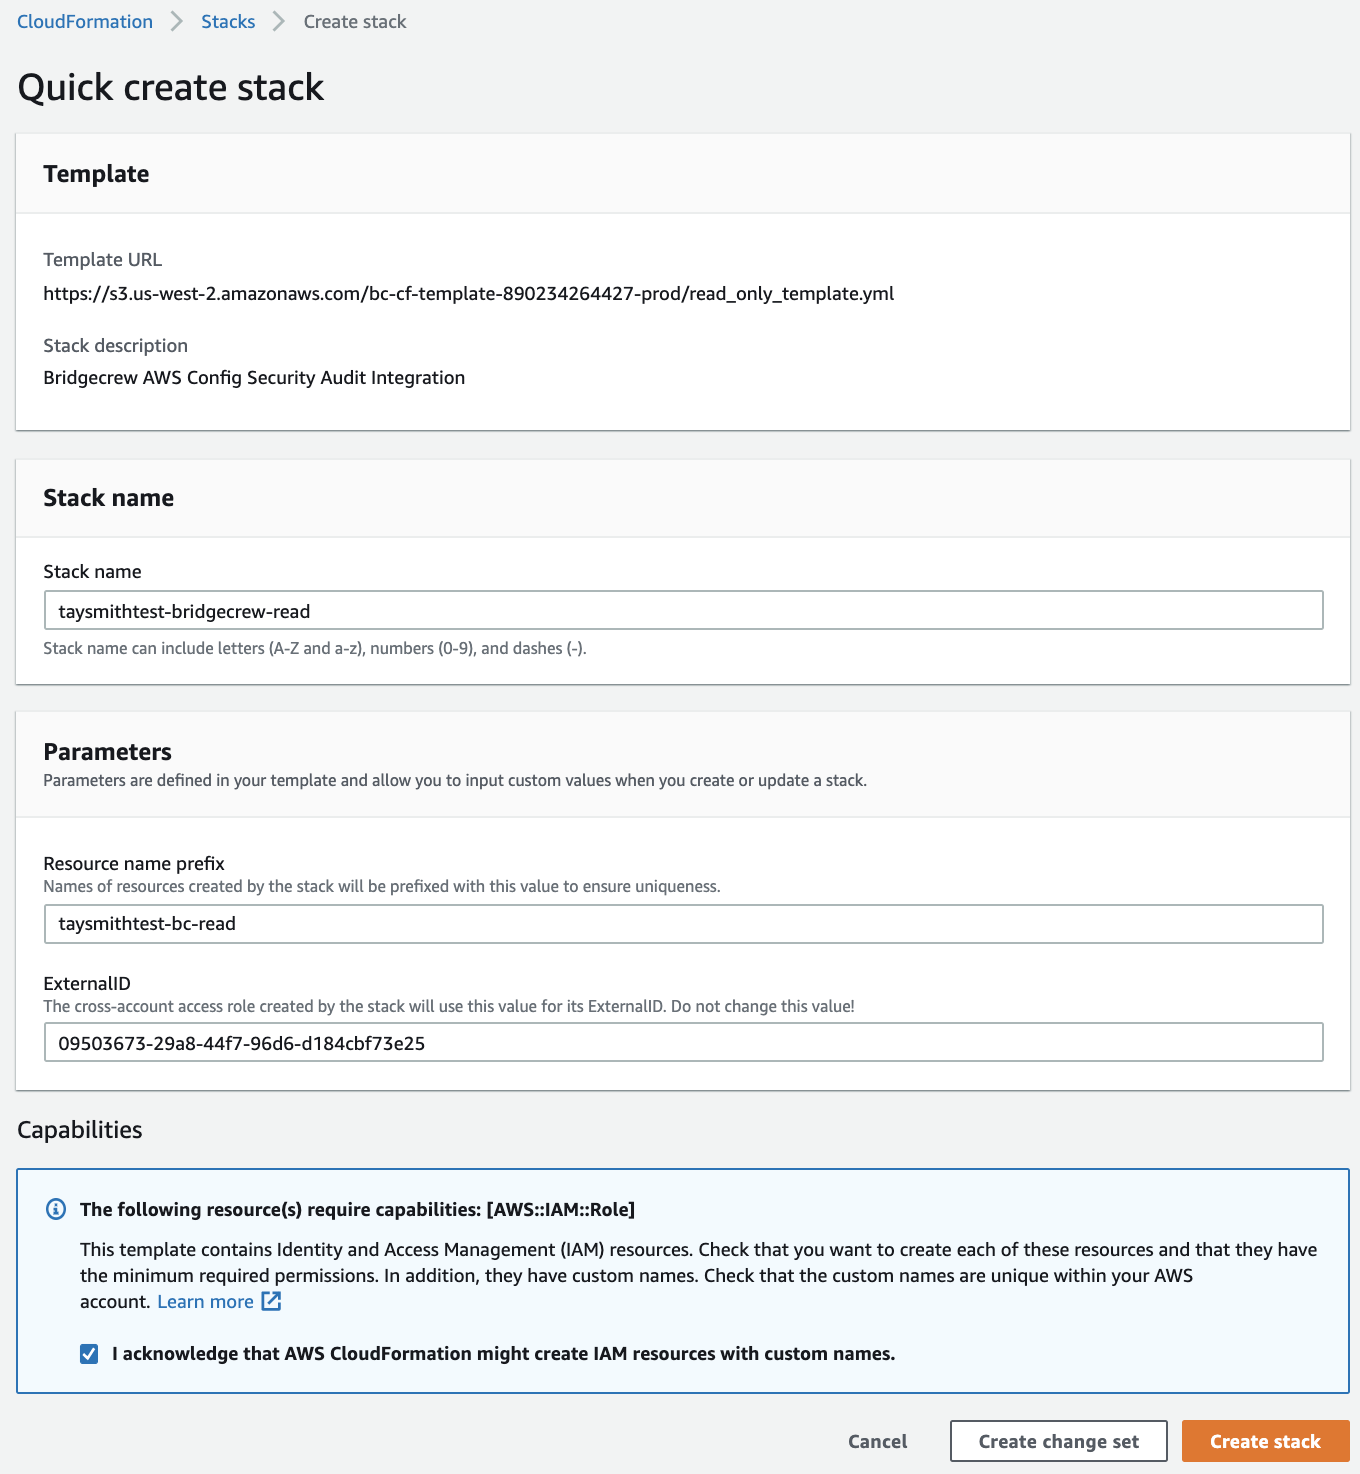 CloudFormation > Stacks > Create stack
Quick create stack
Template
Template URL
https://s3.us-west-2.amazonaws.com/bc-cf-template-890234264427-prod/read_only_template.yml
Stack description
Bridgecrew AWS Config Security Audit Integration
Stack name
Stack name
taysmithtest-bridgecrew-read
Stack name can include letters (A-Z and a-z), numbers (0-9), and dashes (-).
Parameters
Parameters are defined in your template and allow you to input custom values when you create or update a stack.
Resource name prefix
Names of resources created by the stack will be prefixed with this value to ensure uniqueness.
taysmithtest-bc-read
ExternalID
The cross-account access role created by the stack will use this value for its ExternalID. Do not change this value!
09503673-29a8-44f7-96d6-d184cbf73e25
Capabilities
The following resource(s) require capabilities: [AWS::IAM::Role]
This template contains Identity and Access Management (IAM) resources. Check that you want to create each of these resources and that they have
the minimum required permissions. In addition, they have custom names. Check that the custom names are unique within your AWS
account. Learn more
I acknowledge that AWS CloudFormation might create IAM resources with custom names.
Cancel Create change set Create stack